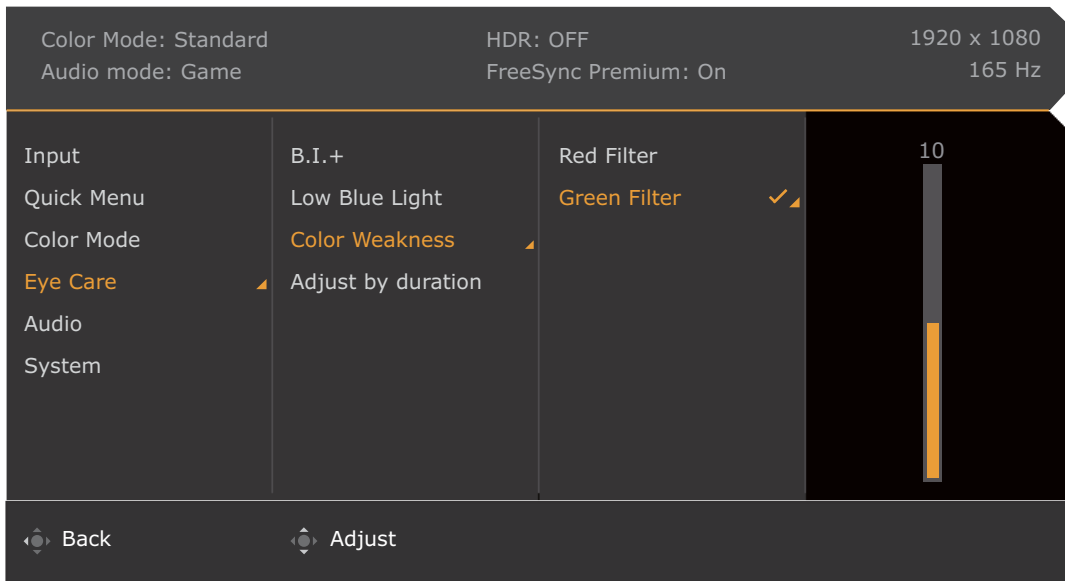 Color Mode: Standard
HDR: OFF
1920 x 1080
Audio mode: Game
FreeSync Premium: On
165 Hz
Input
Quick Menu
Color Mode
Eye Care
Audio
System
B.I.+
Low Blue Light
Color Weakness
Adjust by duration
Red Filter
Green Filter
10
Back
Adjust